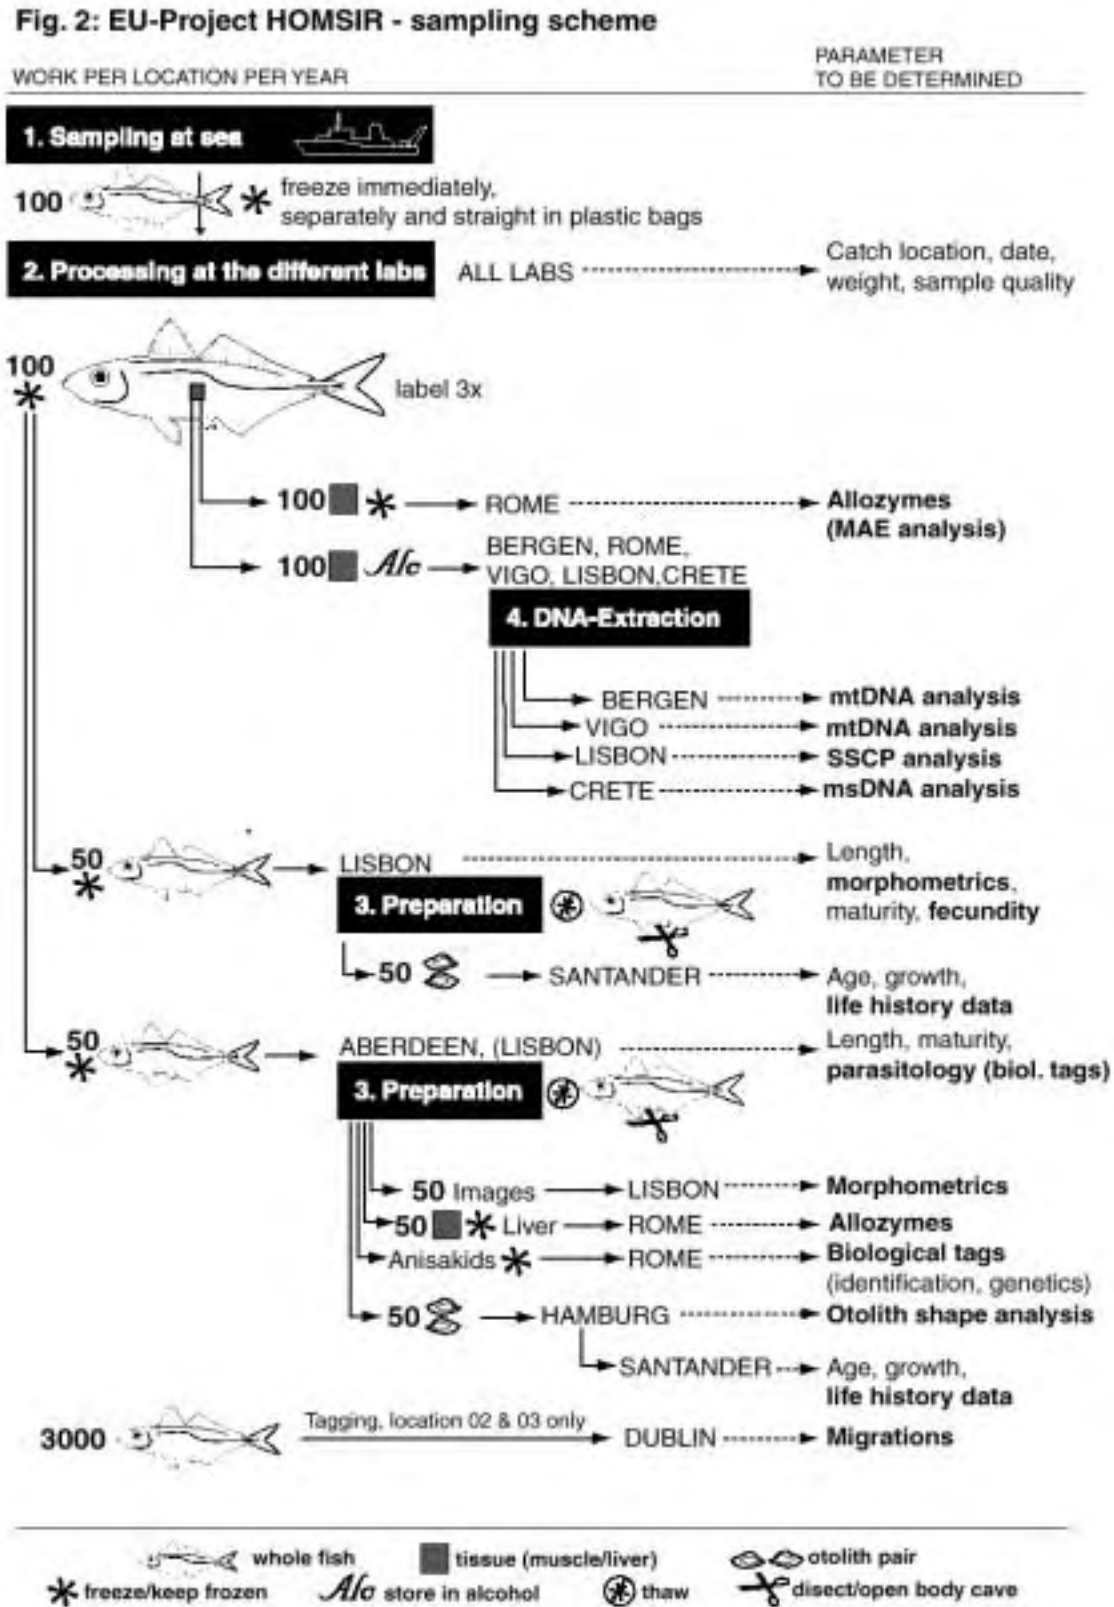 Fig. 2: EU-Project HOMSIR - sampling scheme
WORK PER LOCATION PER YEAR
PARAMETER
TO BE DETERMINED
1. Sampling at sea
100
freeze immediately,
separately and straight in plastic bags
2. Processing at the different labs
ALL LABS
Catch location, date,
weight, sample quality
100
label 3x
100
ROME
Allozymes
(MAE analysis)
100 Alc
BERGEN, ROME,
VIGO, LISBON,CRETE
4. DNA-Extraction
BERGEN
mtDNA analysis
VIGO
mtDNA analysis
LISBON
SSCP analysis
CRETE
msDNA analysis
50
LISBON
Length,
morphometrics,
maturity, fecundity
3. Preparation
50
SANTANDER
Age, growth,
life history data
50
ABERDEEN, (LISBON)
Length, maturity,
parasitology (biol. tags)
3. Preparation
50 Images
LISBON
Morphometrics
50 Liver
ROME
Allozymes
Anisakids
ROME
Biological tags
(identification, genetics)
50
HAMBURG
Otolith shape analysis
SANTANDER
Age, growth,
life history data
3000
Tagging, location 02 & 03 only
DUBLIN
Migrations
whole fish
tissue (muscle/liver)
otolith pair
freeze/keep frozen
Alc store in alcohol
thaw
disect/open body cave